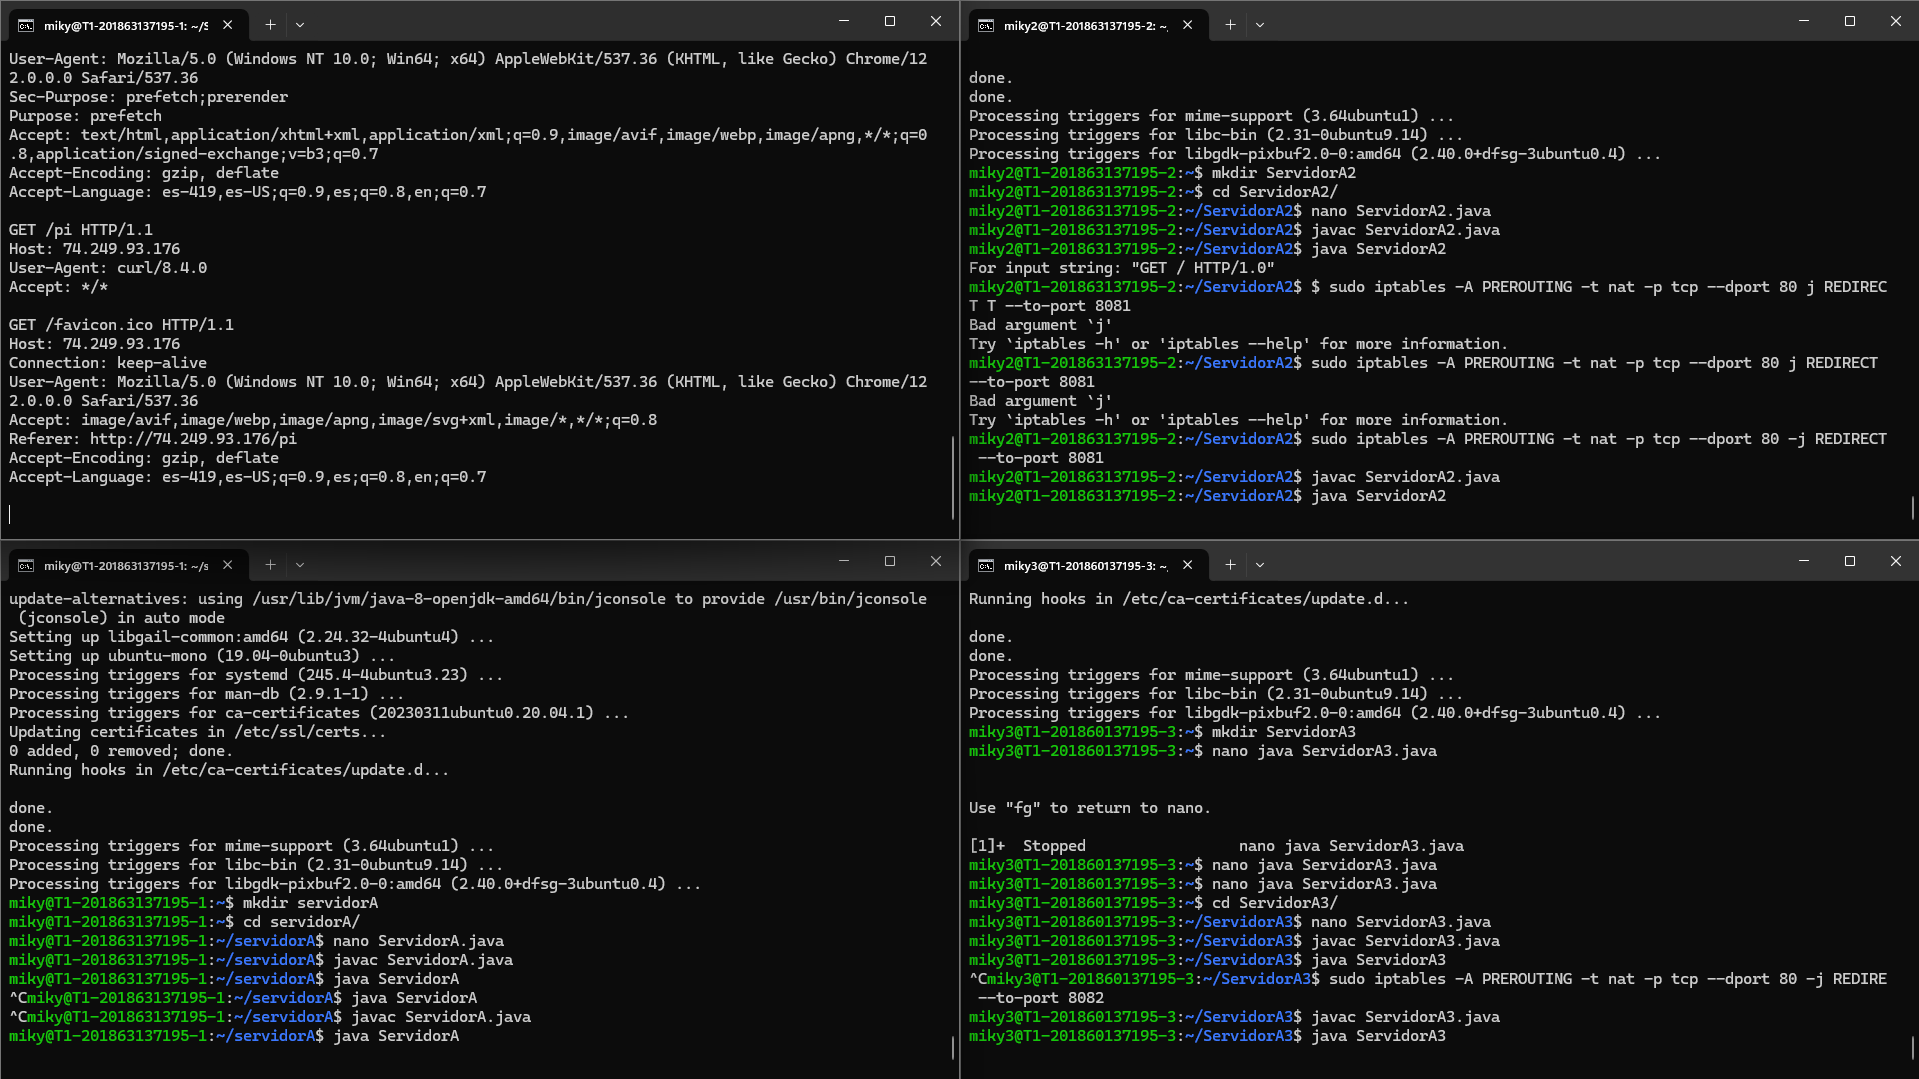 miky@T1-201863137195-1: ~/S
User-Agent: Mozilla/5.0 (Windows NT 10.0; Win64; x64) AppleWebKit/537.36 (KHTML, like Gecko) Chrome/12
2.0.0.0 Safari/537.36
Sec-Purpose: prefetch;prerender
Purpose: prefetch
Accept: text/html,application/xhtml+xml,application/xml;q=0.9,image/avif,image/webp,image/apng,*/*;q=0
.8,application/signed-exchange;v=b3;q=0.7
Accept-Encoding: gzip, deflate
Accept-Language: es-419,es-US;q=0.9,es;q=0.8,en;q=0.7
GET /pi HTTP/1.1
Host: 74.249.93.176
User-Agent: curl/8.4.0
Accept: */*
GET /favicon.ico HTTP/1.1
Host: 74.249.93.176
Connection: keep-alive
User-Agent: Mozilla/5.0 (Windows NT 10.0; Win64; x64) AppleWebKit/537.36 (KHTML, like Gecko) Chrome/12
2.0.0.0 Safari/537.36
Accept: image/avif,image/webp,image/apng,image/svg+xml,image/*,*/*;q=0.8
Referer: http://74.249.93.176/pi
Accept-Encoding: gzip, deflate
Accept-Language: es-419,es-US;q=0.9,es;q=0.8,en;q=0.7
miky2@T1-201863137195-2: ~
done.
done.
Processing triggers for mime-support (3.64ubuntu1) ...
Processing triggers for libc-bin (2.31-0ubuntu9.14) ...
Processing triggers for libgdk-pixbuf2.0-0:amd64 (2.40.0+dfsg-3ubuntu0.4) ...
miky2@T1-201863137195-2:~$ mkdir ServidorA2
miky2@T1-201863137195-2:~$ cd ServidorA2/
miky2@T1-201863137195-2:~/ServidorA2$ nano ServidorA2.java
miky2@T1-201863137195-2:~/ServidorA2$ javac ServidorA2.java
miky2@T1-201863137195-2:~/ServidorA2$ java ServidorA2
For input string: "GET / HTTP/1.0"
miky2@T1-201863137195-2:~/ServidorA2$ $ sudo iptables -A PREROUTING -t nat -p tcp --dport 80 j REDIREC
T T --to-port 8081
Bad argument `j'
Try `iptables -h' or 'iptables --help' for more information.
miky2@T1-201863137195-2:~/ServidorA2$ sudo iptables -A PREROUTING -t nat -p tcp --dport 80 j REDIRECT
--to-port 8081
Bad argument `j'
Try `iptables -h' or 'iptables --help' for more information.
miky2@T1-201863137195-2:~/ServidorA2$ sudo iptables -A PREROUTING -t nat -p tcp --dport 80 -j REDIRECT
--to-port 8081
miky2@T1-201863137195-2:~/ServidorA2$ javac ServidorA2.java
miky2@T1-201863137195-2:~/ServidorA2$ java ServidorA2
miky@T1-201863137195-1: ~/s
update-alternatives: using /usr/lib/jvm/java-8-openjdk-amd64/bin/jconsole to provide /usr/bin/jconsole
(jconsole) in auto mode
Setting up libgail-common:amd64 (2.24.32-4ubuntu4) ...
Setting up ubuntu-mono (19.04-0ubuntu3) ...
Processing triggers for systemd (245.4-4ubuntu3.23) ...
Processing triggers for man-db (2.9.1-1) ...
Processing triggers for ca-certificates (20230311ubuntu0.20.04.1) ...
Updating certificates in /etc/ssl/certs...
0 added, 0 removed; done.
Running hooks in /etc/ca-certificates/update.d...
done.
done.
Processing triggers for mime-support (3.64ubuntu1) ...
Processing triggers for libc-bin (2.31-0ubuntu9.14) ...
Processing triggers for libgdk-pixbuf2.0-0:amd64 (2.40.0+dfsg-3ubuntu0.4) ...
miky@T1-201863137195-1:~$ mkdir servidorA
miky@T1-201863137195-1:~$ cd servidorA/
miky@T1-201863137195-1:~/servidorA$ nano ServidorA.java
miky@T1-201863137195-1:~/servidorA$ javac ServidorA.java
miky@T1-201863137195-1:~/servidorA$ java ServidorA
^Cmiky@T1-201863137195-1:~/servidorA$ java ServidorA
^Cmiky@T1-201863137195-1:~/servidorA$ javac ServidorA.java
miky@T1-201863137195-1:~/servidorA$ java ServidorA
miky3@T1-201860137195-3: ~
Running hooks in /etc/ca-certificates/update.d...
done.
done.
Processing triggers for mime-support (3.64ubuntu1) ...
Processing triggers for libc-bin (2.31-0ubuntu9.14) ...
Processing triggers for libgdk-pixbuf2.0-0:amd64 (2.40.0+dfsg-3ubuntu0.4) ...
miky3@T1-201860137195-3:~$ mkdir ServidorA3
miky3@T1-201860137195-3:~$ nano java ServidorA3.java
Use "fg" to return to nano.
[1]+  Stopped                 nano java ServidorA3.java
miky3@T1-201860137195-3:~$ nano java ServidorA3.java
miky3@T1-201860137195-3:~$ nano java ServidorA3.java
miky3@T1-201860137195-3:~$ cd ServidorA3/
miky3@T1-201860137195-3:~/ServidorA3$ nano ServidorA3.java
miky3@T1-201860137195-3:~/ServidorA3$ javac ServidorA3.java
miky3@T1-201860137195-3:~/ServidorA3$ java ServidorA3
^Cmiky3@T1-201860137195-3:~/ServidorA3$ sudo iptables -A PREROUTING -t nat -p tcp --dport 80 -j REDIRE
--to-port 8082
miky3@T1-201860137195-3:~/ServidorA3$ javac ServidorA3.java
miky3@T1-201860137195-3:~/ServidorA3$ java ServidorA3